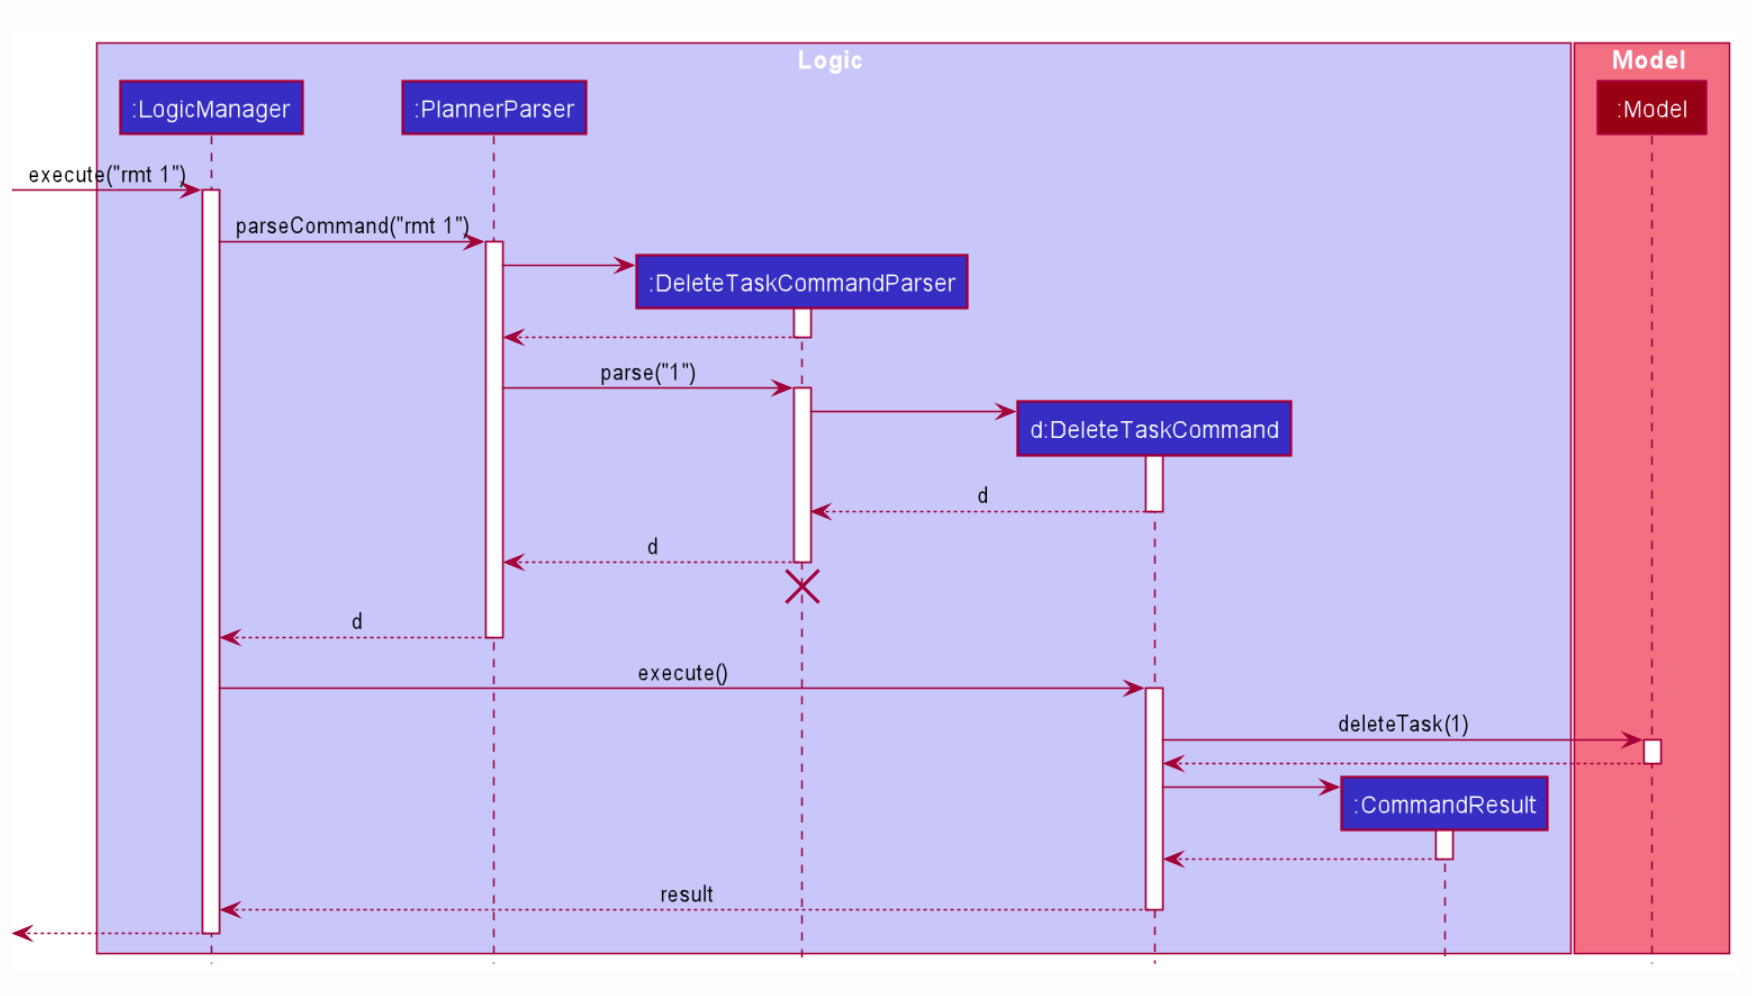 Logic
Model
:LogicManager
:PlannerParser
:Model
execute("rmt 1")
parseCommand("rmt 1")
:DeleteTaskCommandParser
parse("1")
d:DeleteTaskCommand
d
d
d
execute()
deleteTask(1)
:CommandResult
result